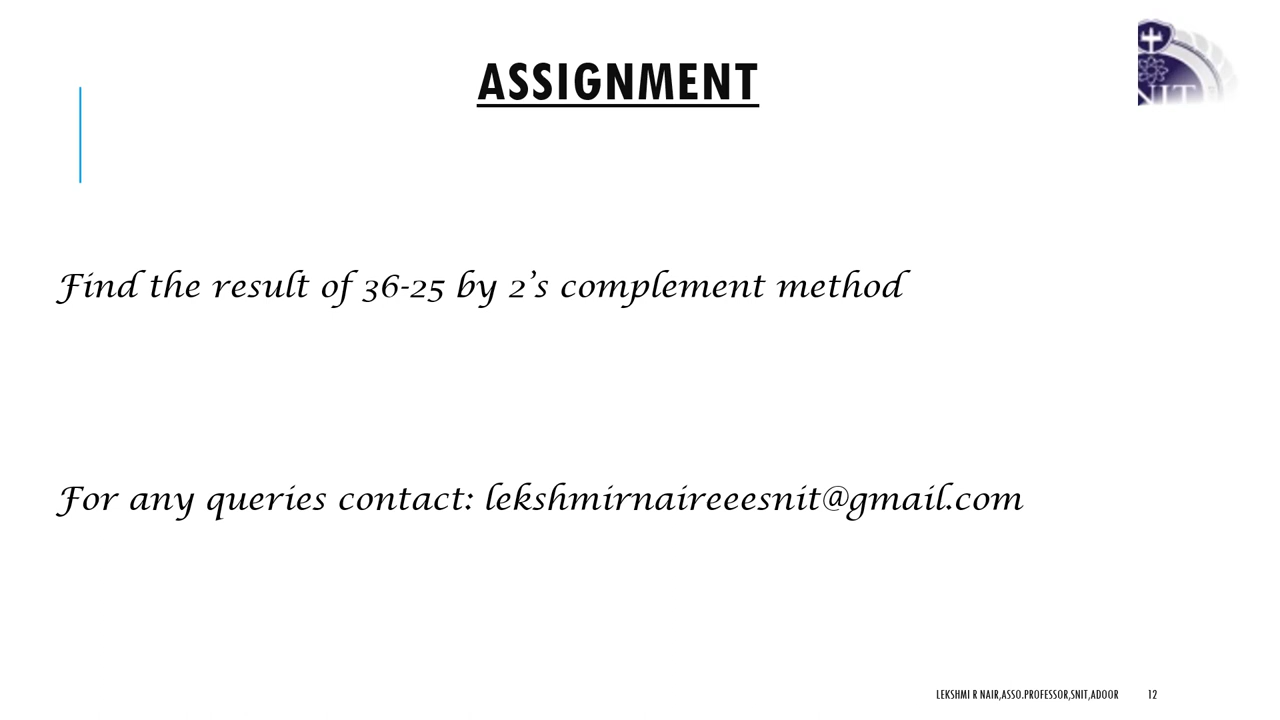 ASSIGNMENT
NIT
Find the result of 36-25 by 2’s complement method
For any queries contact: lekshmirnaireeesnit@gmail.com
LEKSHMI R NAIR,ASSO.PROFESSOR,SNIT,ADOOR 12